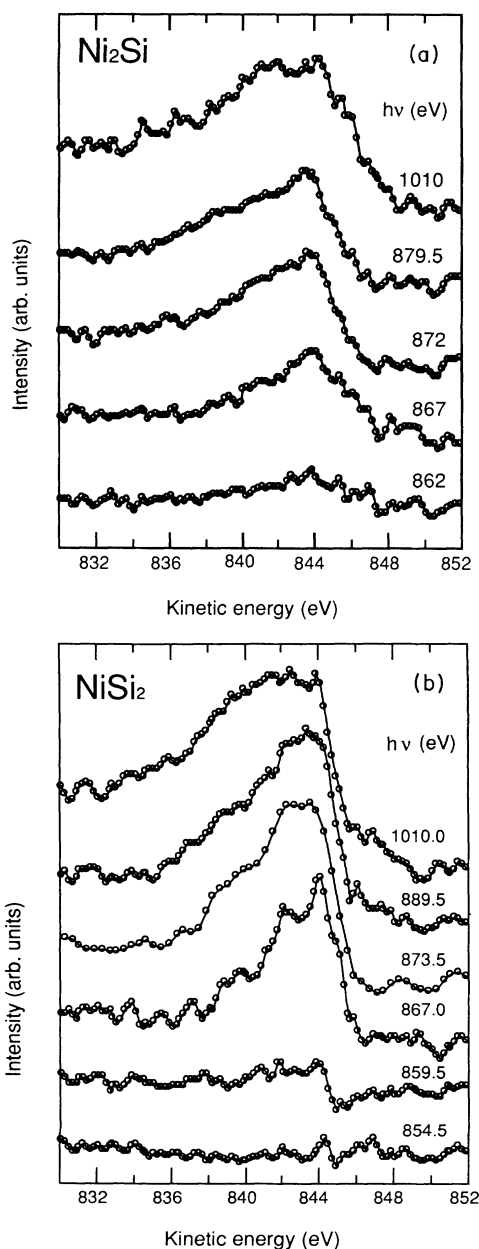 Ni₂Si (a)
hν (eV)
1010
879.5
872
867
862
Intensity (arb. units)
832 836 840 844 848 852
Kinetic energy (eV)
NiSi₂ (b)
hν (eV)
1010.0
889.5
873.5
867.0
859.5
854.5
Intensity (arb. units)
832 836 840 844 848 852
Kinetic energy (eV)